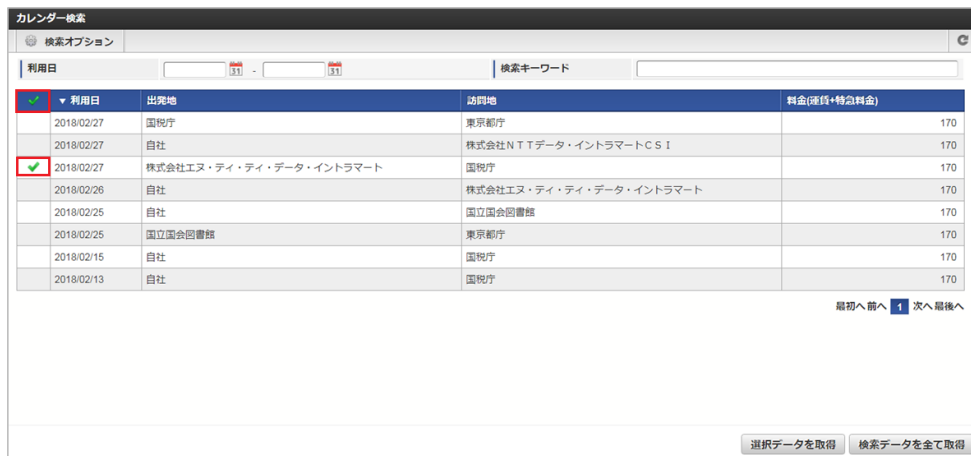 カレンダー検索
検索オプション
利用日 31 - 31 検索キーワード
▼ 利用日 出発地 訪問地 料金(運賃+特急料金)
2018/02/27 国税庁 東京都庁 170
2018/02/27 自社 株式会社ＮＴＴデータ・イントラマートＣＳＩ 170
2018/02/27 株式会社エヌ・ティ・ティ・データ・イントラマート 国税庁 170
2018/02/26 自社 株式会社エヌ・ティ・ティ・データ・イントラマート 170
2018/02/25 自社 国立国会図書館 170
2018/02/25 国立国会図書館 東京都庁 170
2018/02/15 自社 国税庁 170
2018/02/13 自社 国税庁 170
最初へ 前へ 1 次へ 最後へ
選択データを取得 検索データを全て取得